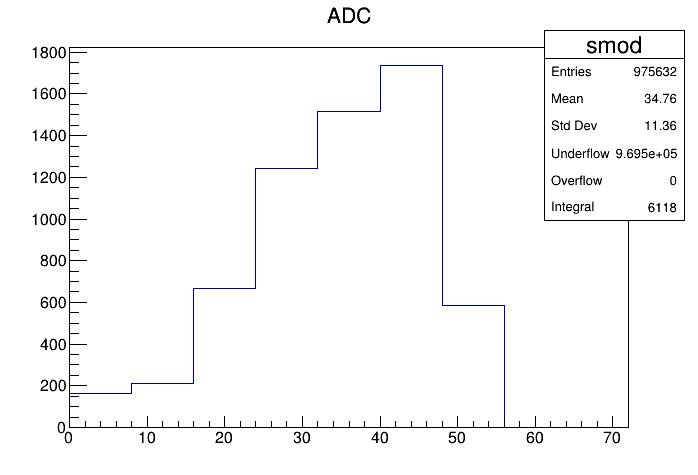 ADC
smod
Entries 975632
Mean 34.76
Std Dev 11.36
Underflow 9.695e+05
Overflow 0
Integral 6118
1800
1600
1400
1200
1000
800
600
400
200
0
0 10 20 30 40 50 60 70